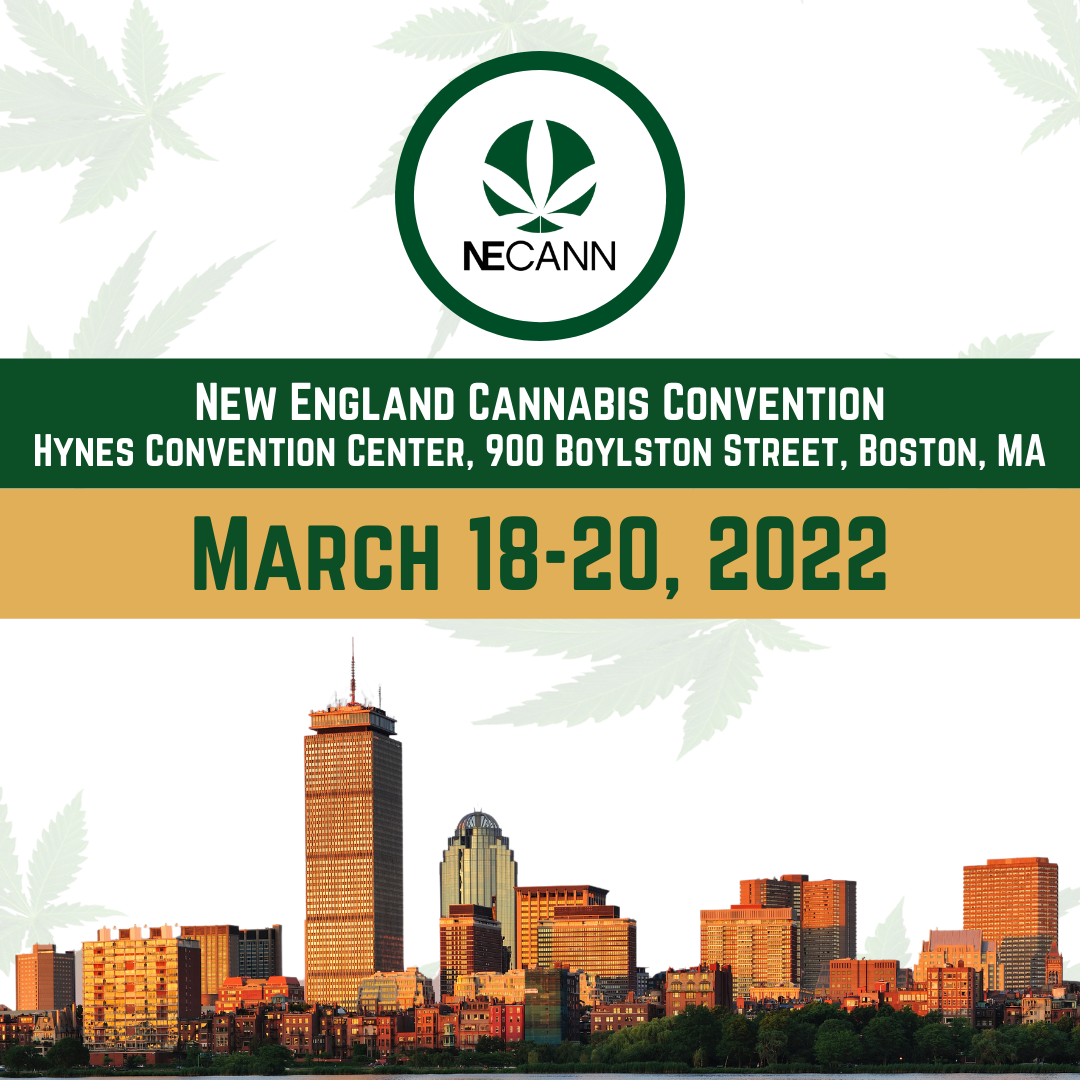 NECANN
New England Cannabis Convention
Hynes Convention Center, 900 Boylston Street, Boston, MA
March 18-20, 2022